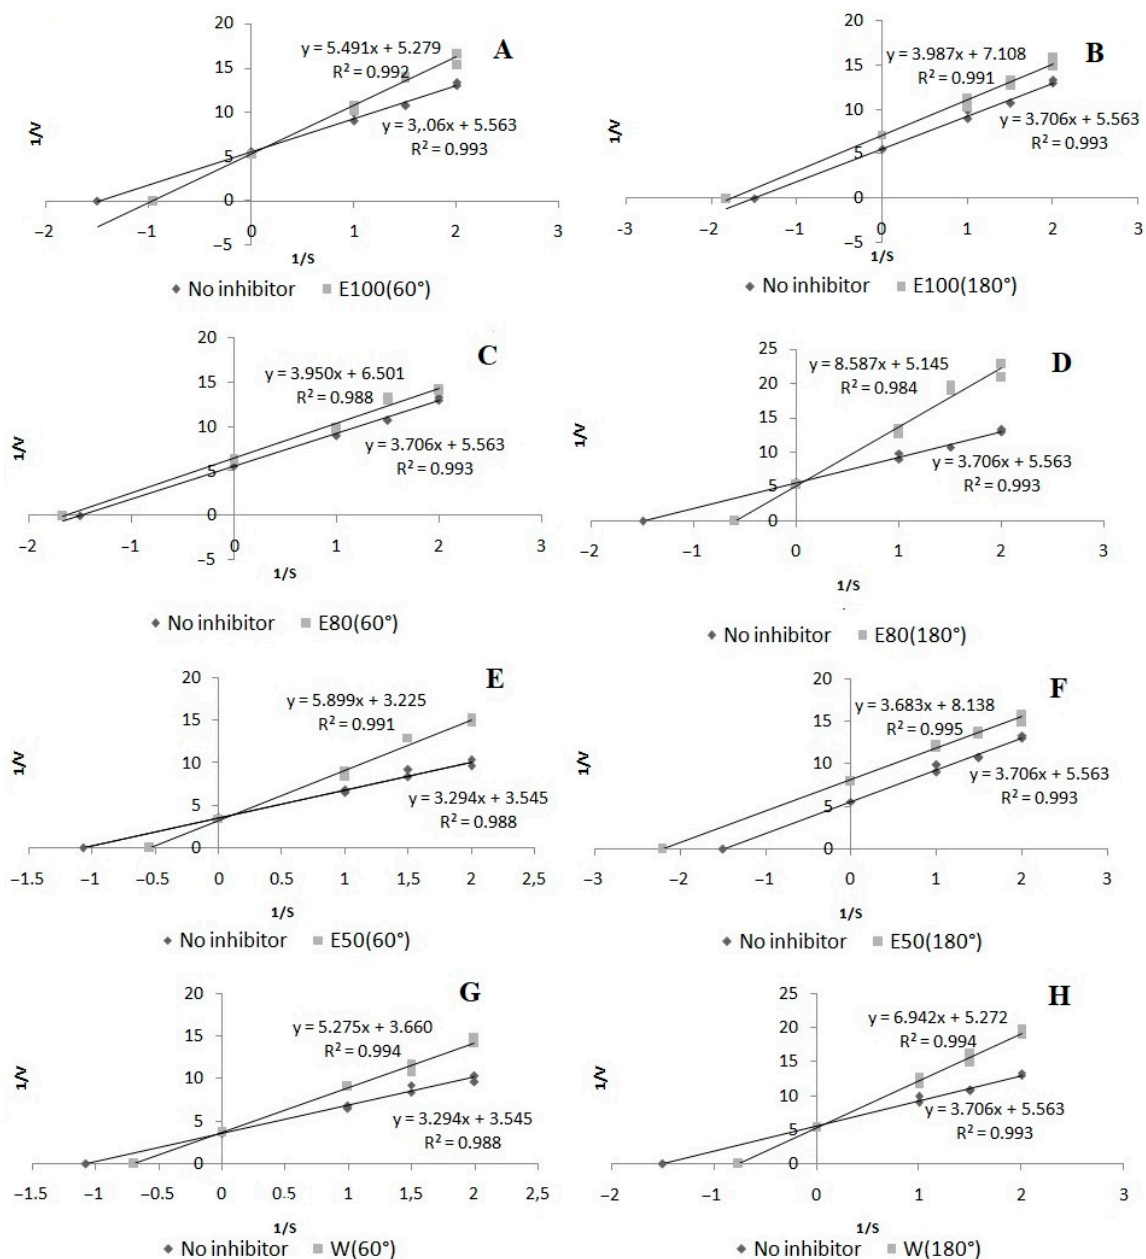 A
y = 5.491x + 5.279
R² = 0.992
y = 3,.06x + 5.563
R² = 0.993
1/V
20
15
10
5
0
−5
−2 −1 0 1 2 3
1/S
No inhibitor E100(60°)
B
y = 3.987x + 7.108
R² = 0.991
y = 3.706x + 5.563
R² = 0.993
1/V
20
15
10
5
0
−5
−3 −2 −1 0 1 2 3
1/S
No inhibitor E100(180°)
C
y = 3.950x + 6.501
R² = 0.988
y = 3.706x + 5.563
R² = 0.993
1/V
20
15
10
5
0
−5
−2 −1 0 1 2 3
1/S
No inhibitor E80(60°)
D
y = 8.587x + 5.145
R² = 0.984
y = 3.706x + 5.563
R² = 0.993
1/V
25
20
15
10
5
0
−2 −1 0 1 2 3
1/S
No inhibitor E80(180°)
E
y = 5.899x + 3.225
R² = 0.991
y = 3.294x + 3.545
R² = 0.988
1/V
20
15
10
5
0
−1.5 −1 −0.5 0 0.5 1 1,5 2 2,5
1/S
No inhibitor E50(60°)
F
y = 3.683x + 8.138
R² = 0.995
y = 3.706x + 5.563
R² = 0.993
1/V
20
15
10
5
0
−3 −2 −1 0 1 2 3
1/S
No inhibitor E50(180°)
G
y = 5.275x + 3.660
R² = 0.994
y = 3.294x + 3.545
R² = 0.988
1/V
20
15
10
5
0
−1.5 −1 −0.5 0 0.5 1 1,5 2 2,5
1/S
No inhibitor W(60°)
H
y = 6.942x + 5.272
R² = 0.994
y = 3.706x + 5.563
R² = 0.993
1/V
25
20
15
10
5
0
−2 −1 0 1 2 3
1/S
No inhibitor W(180°)